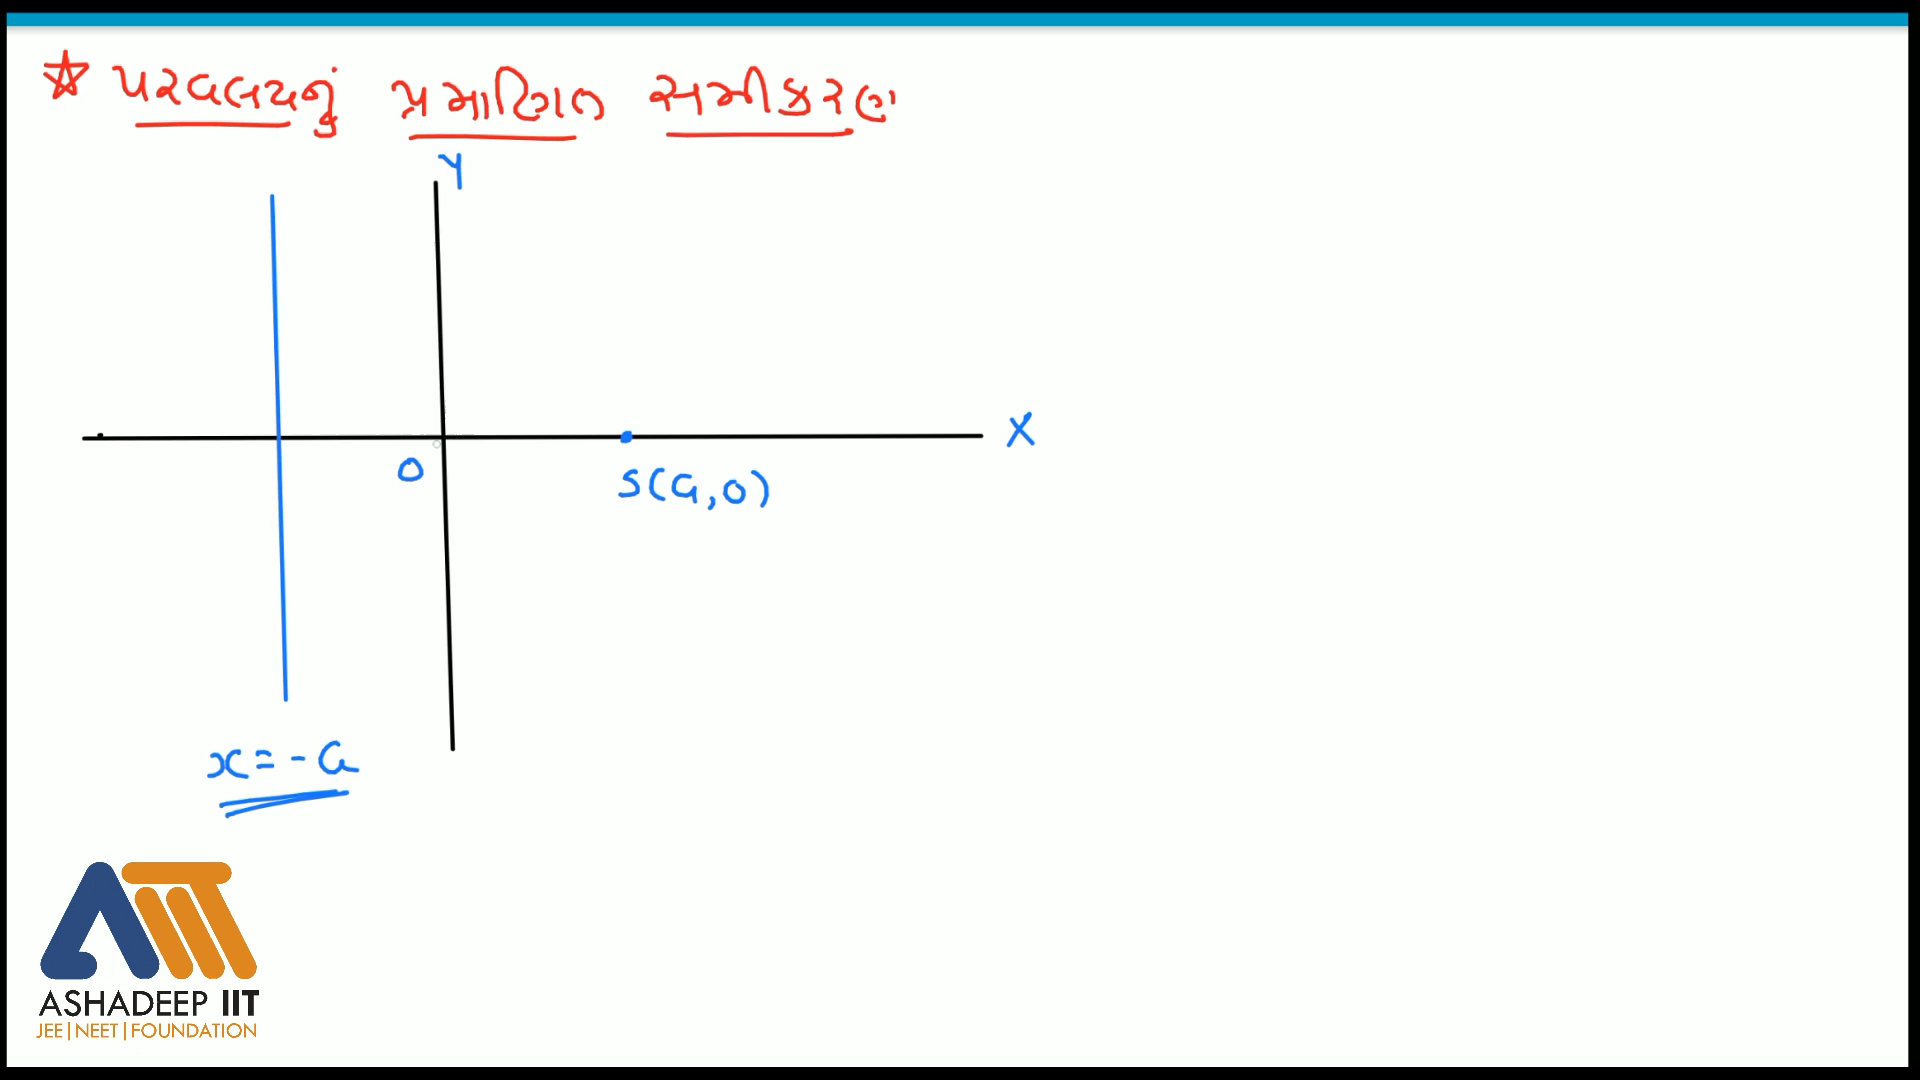 ☆ પરવલયનું પ્રમાણિત સમીકરણ
Y
X
O
S(a,0)
x=-a
ASHADEEP IIT
JEE|NEET|FOUNDATION